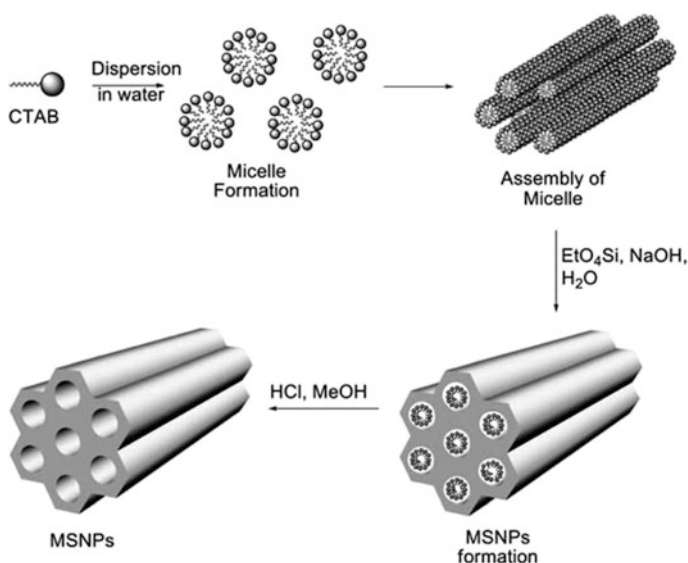 CTAB
Dispersion
in water
Micelle
Formation
Assembly of
Micelle
EtO₄Si, NaOH,
H₂O
MSNPs
formation
HCl, MeOH
MSNPs